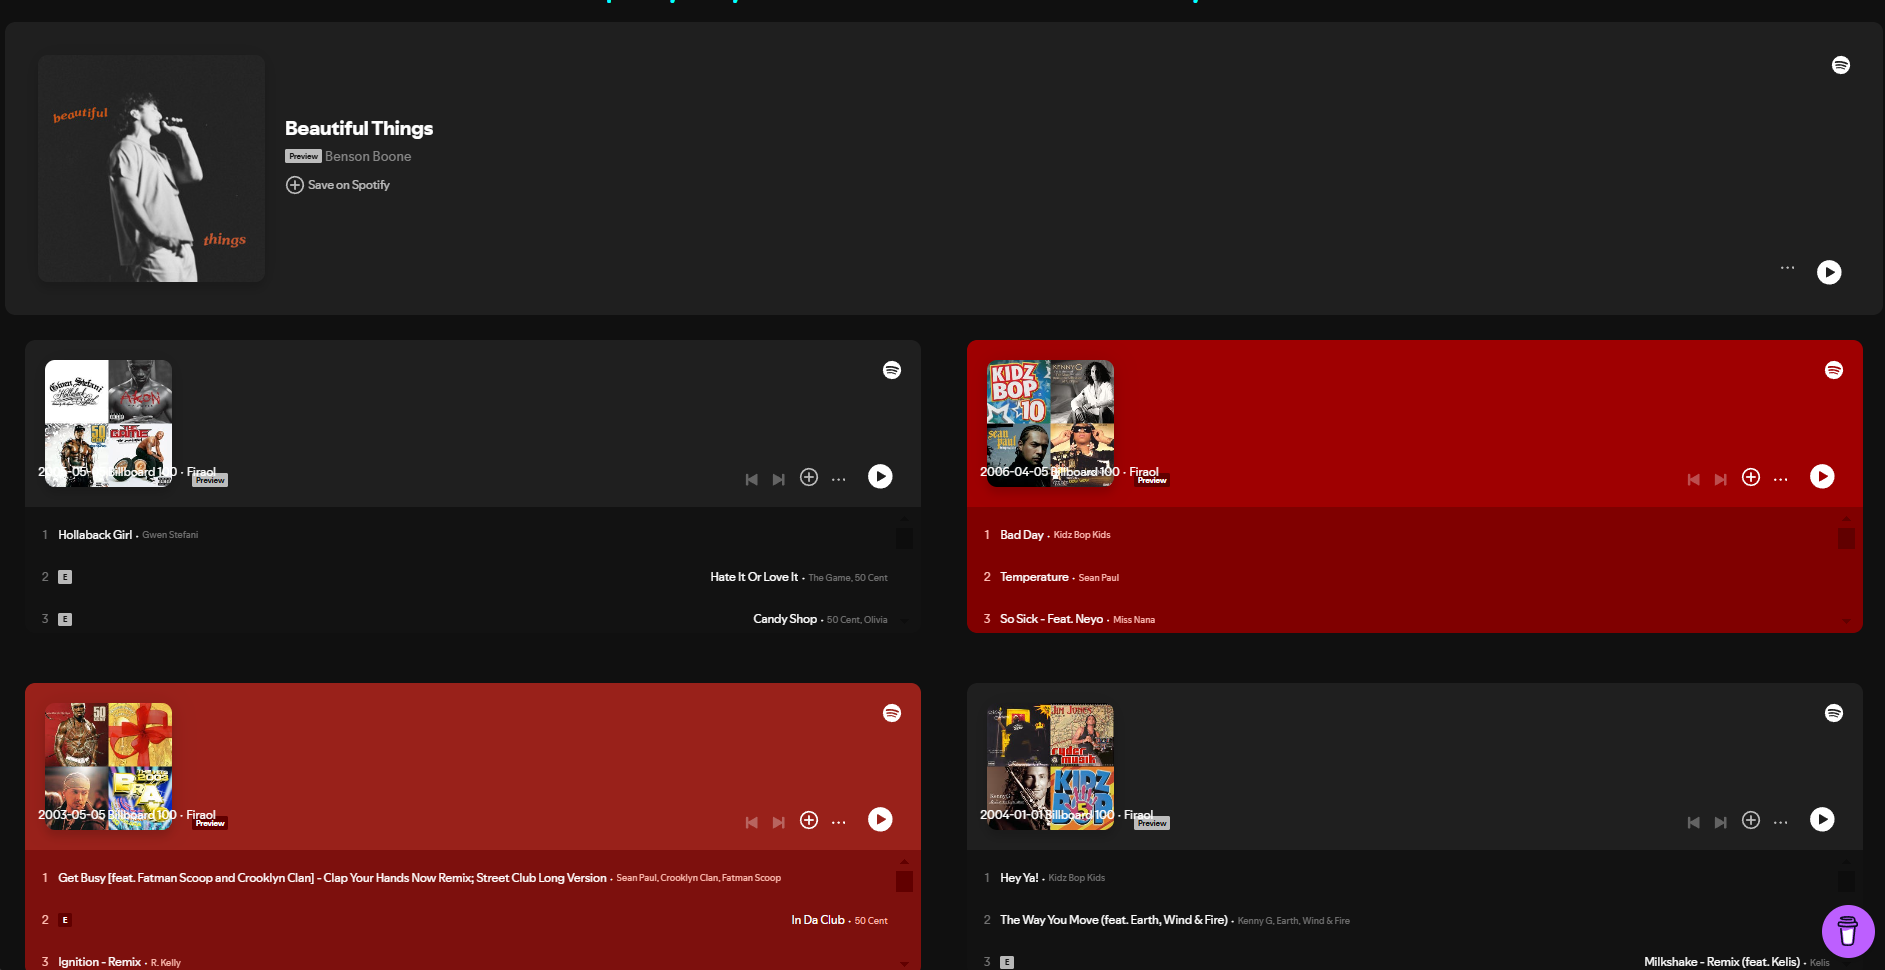 beautiful
things
Beautiful Things
Preview Benson Boone
Save on Spotify
Gwen Stefani
Hollaback Girl
AKON
50
THE GAME
Billboard 100 · Firaol
Preview
1 Hollaback Girl · Gwen Stefani
2 E Hate It Or Love It · The Game, 50 Cent
3 E Candy Shop · 50 Cent, Olivia
KIDZ BOP 10
KENNY G
sean paul
2006-04-05 Billboard 100 · Firaol
Preview
1 Bad Day · Kidz Bop Kids
2 Temperature · Sean Paul
3 So Sick - Feat. Neyo · Miss Nana
50
2003-05-05 Billboard 100 · Firaol
Preview
1 Get Busy [feat. Fatman Scoop and Crooklyn Clan] - Clap Your Hands Now Remix; Street Club Long Version · Sean Paul, Crooklyn Clan, Fatman Scoop
2 E In Da Club · 50 Cent
3 Ignition - Remix · R. Kelly
JIM JONES
Kenny G
KIDZ BOP 5
2004-01-01 Billboard 100 · Firaol
Preview
1 Hey Ya! · Kidz Bop Kids
2 The Way You Move (feat. Earth, Wind & Fire) · Kenny G, Earth, Wind & Fire
3 E Milkshake - Remix (feat. Kelis) · Kelis